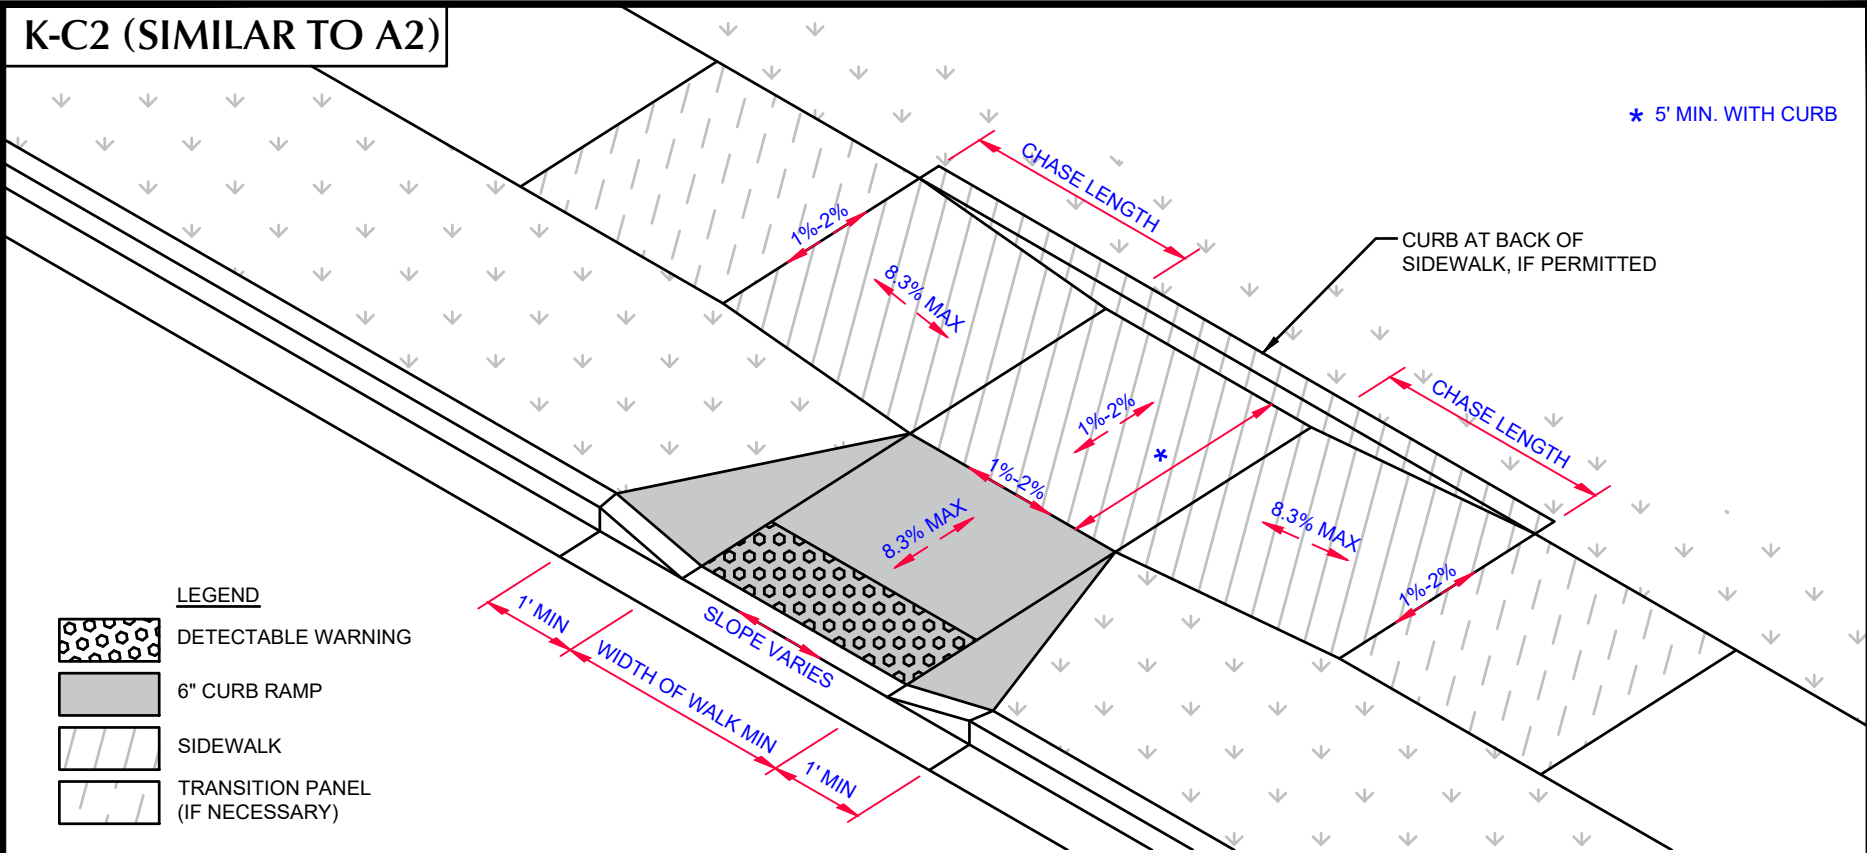 K-C2 (SIMILAR TO A2)
* 5' MIN. WITH CURB
CHASE LENGTH
1%-2%
CURB AT BACK OF
SIDEWALK, IF PERMITTED
8.3% MAX
CHASE LENGTH
1%-2%
*
1%-2%
8.3% MAX
8.3% MAX
1%-2%
1' MIN
SLOPE VARIES
WIDTH OF WALK MIN
1' MIN
LEGEND
DETECTABLE WARNING
6" CURB RAMP
SIDEWALK
TRANSITION PANEL
(IF NECESSARY)